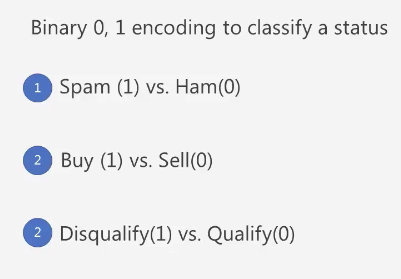 Binary 0, 1 encoding to classify a status
1 Spam (1) vs. Ham(0)
2 Buy (1) vs. Sell(0)
2 Disqualify(1) vs. Qualify(0)